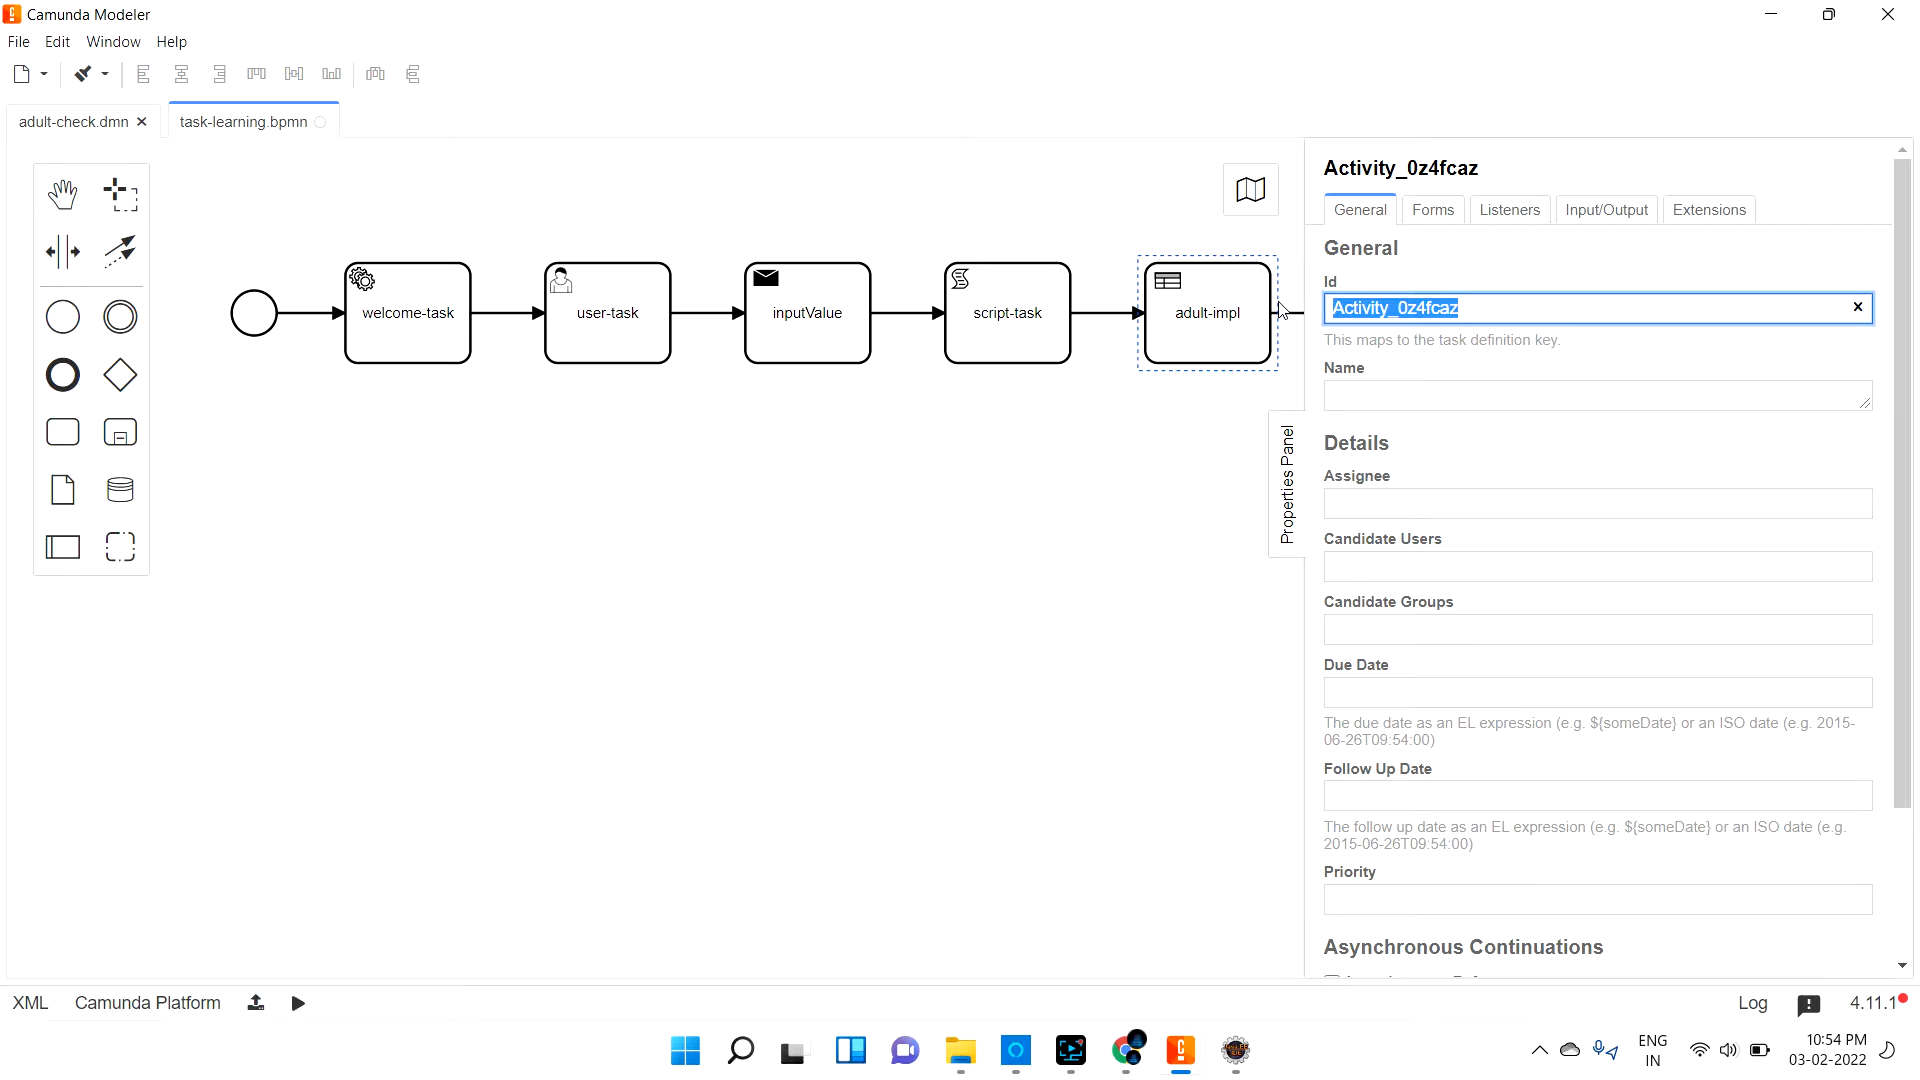 Camunda Modeler
File Edit Window Help
adult-check.dmn
task-learning.bpmn
welcome-task
user-task
inputValue
script-task
adult-impl
Properties Panel
Activity_0z4fcaz
General Forms Listeners Input/Output Extensions
General
Id
Activity_0z4fcaz
This maps to the task definition key.
Name
Details
Assignee
Candidate Users
Candidate Groups
Due Date
The due date as an EL expression (e.g. ${someDate} or an ISO date (e.g. 2015-
06-26T09:54:00)
Follow Up Date
The follow up date as an EL expression (e.g. ${someDate} or an ISO date (e.g.
2015-06-26T09:54:00)
Priority
Asynchronous Continuations
XML Camunda Platform
Log 4.11.1
ENG
IN
10:54 PM
03-02-2022